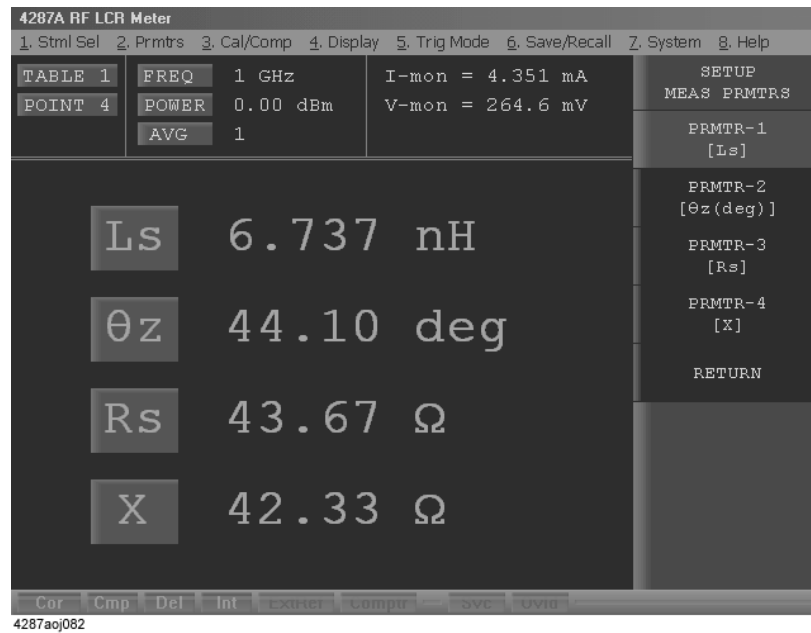 4287A RF LCR Meter
1. Stml Sel 2. Prmtrs 3. Cal/Comp 4. Display 5. Trig Mode 6. Save/Recall 7. System 8. Help
TABLE 1 FREQ 1 GHz I-mon = 4.351 mA
POINT 4 POWER 0.00 dBm V-mon = 264.6 mV
AVG 1
SETUP
MEAS PRMTRS
PRMTR-1
[Ls]
PRMTR-2
[θz(deg)]
PRMTR-3
[Rs]
PRMTR-4
[X]
RETURN
Ls 6.737 nH
θz 44.10 deg
Rs 43.67 Ω
X 42.33 Ω
Cor Cmp Del Int ExtRef Comptr Svc Ovld
4287aoj082